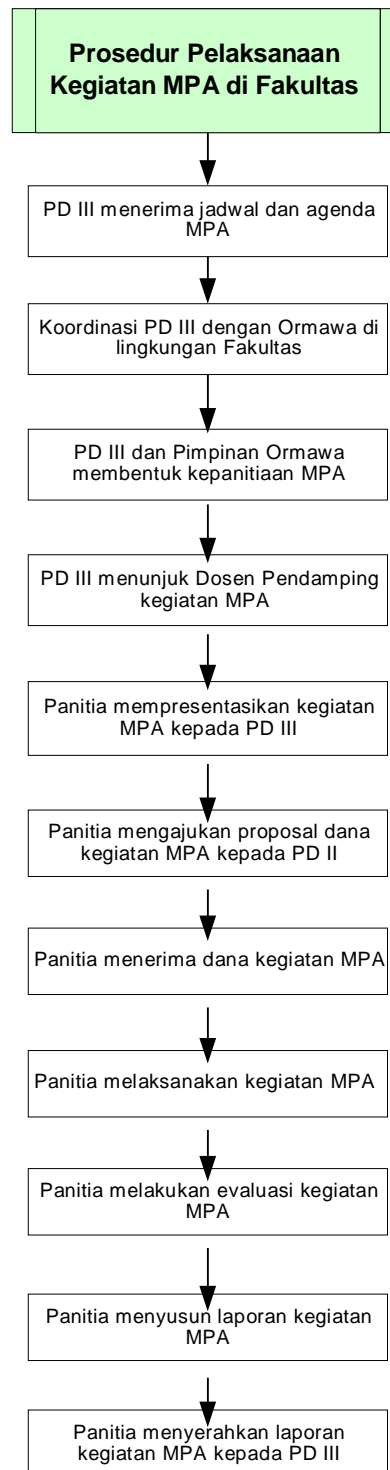 Prosedur Pelaksanaan
Kegiatan MPA di Fakultas
PD III menerima jadwal dan agenda
MPA
Koordinasi PD III dengan Ormawa di
lingkungan Fakultas
PD III dan Pimpinan Ormawa
membentuk kepanitiaan MPA
PD III menunjuk Dosen Pendamping
kegiatan MPA
Panitia mempresentasikan kegiatan
MPA kepada PD III
Panitia mengajukan proposal dana
kegiatan MPA kepada PD II
Panitia menerima dana kegiatan MPA
Panitia melaksanakan kegiatan MPA
Panitia melakukan evaluasi kegiatan
MPA
Panitia menyusun laporan kegiatan
MPA
Panitia menyerahkan laporan
kegiatan MPA kepada PD III